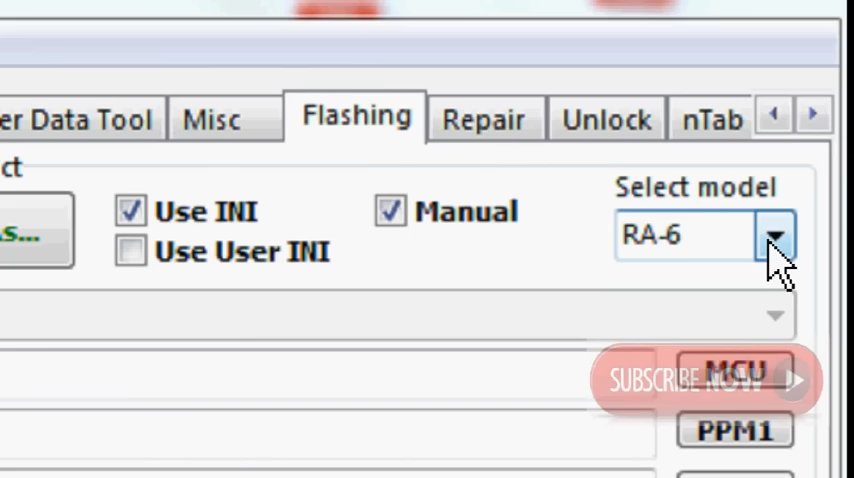 er Data Tool Misc Flashing Repair Unlock nTab
ct
Select model
s... Use INI Manual RA-6
Use User INI
MCU
SUBSCRIBE NOW
PPM1